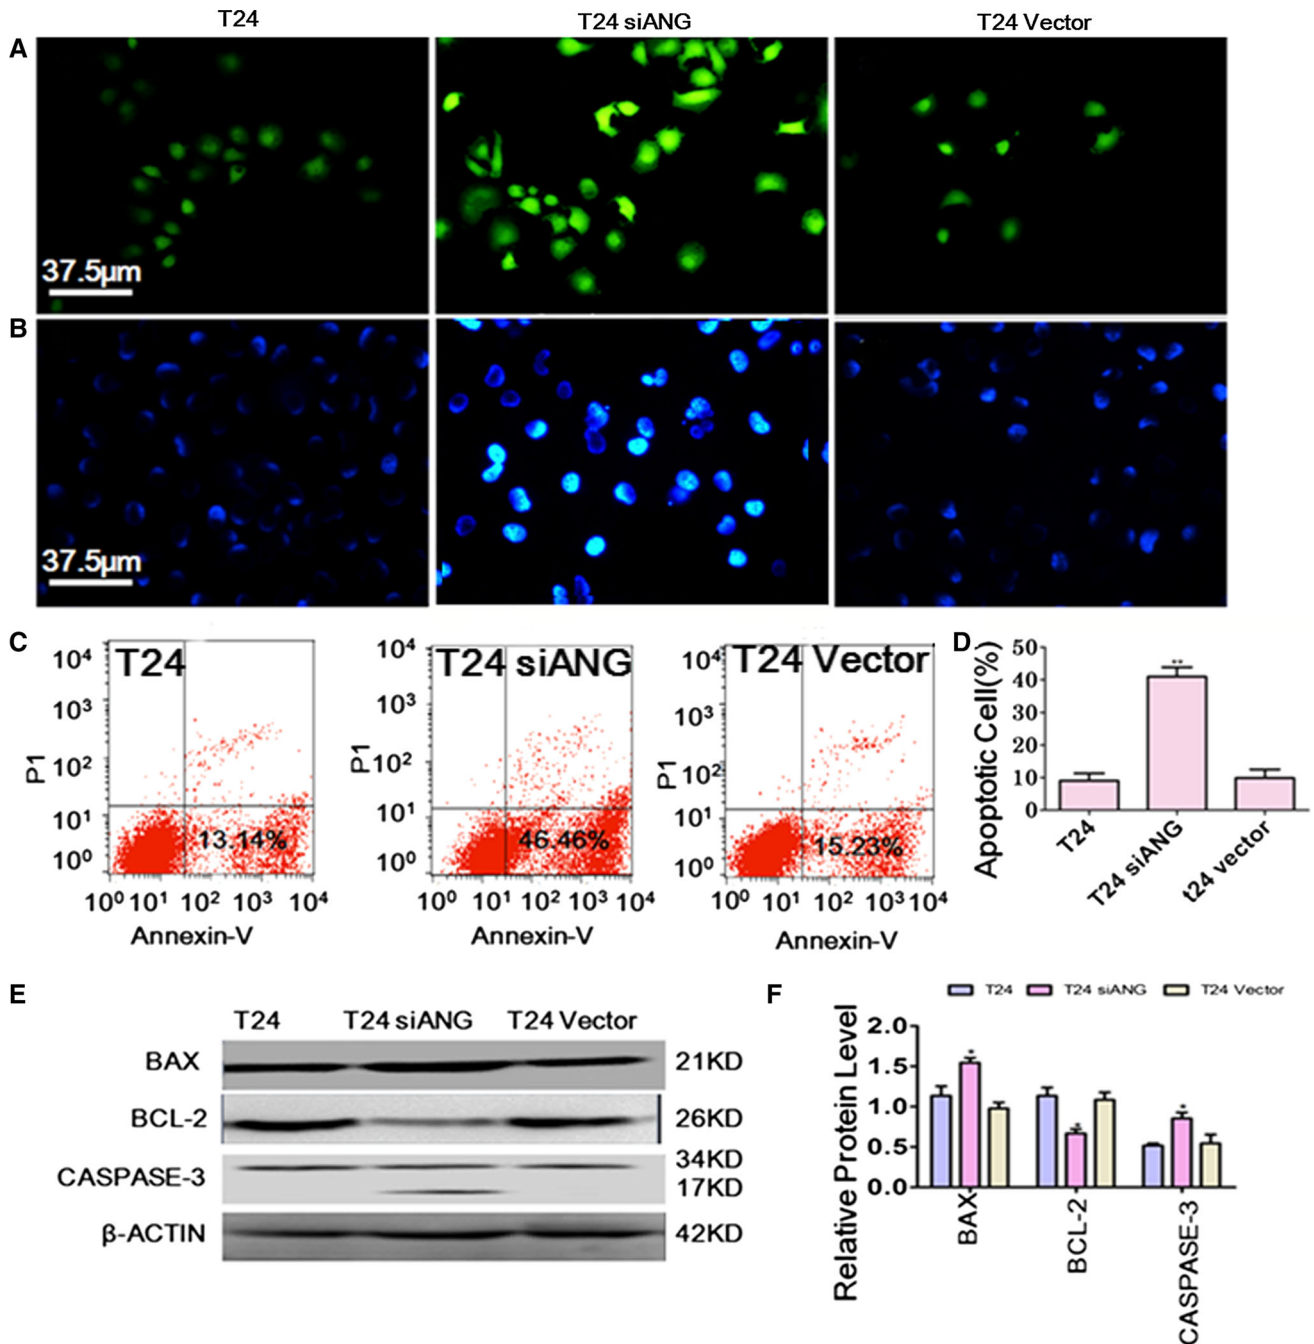 T24 T24 siANG T24 Vector
A
37.5µm
B
37.5µm
C
T24
10⁴
10³
10²
10¹
10⁰
P1
13.14%
10⁰ 10¹ 10² 10³ 10⁴
Annexin-V
T24 siANG
10⁴
10³
10²
10¹
10⁰
P1
46.46%
10⁰ 10¹ 10² 10³ 10⁴
Annexin-V
T24 Vector
10⁴
10³
10²
10¹
10⁰
P1
15.23%
10⁰ 10¹ 10² 10³ 10⁴
Annexin-V
D
Apoptotic Cell(%)
50
40
30
20
10
0
**
T24
T24 siANG
t24 vector
E
T24 T24 siANG T24 Vector
BAX 21KD
BCL-2 26KD
CASPASE-3 34KD
17KD
β-ACTIN 42KD
F
T24 T24 siANG T24 Vector
Relative Protein Level
2.0
1.5
1.0
0.5
0.0
*
*
*
BAX
BCL-2
CASPASE-3